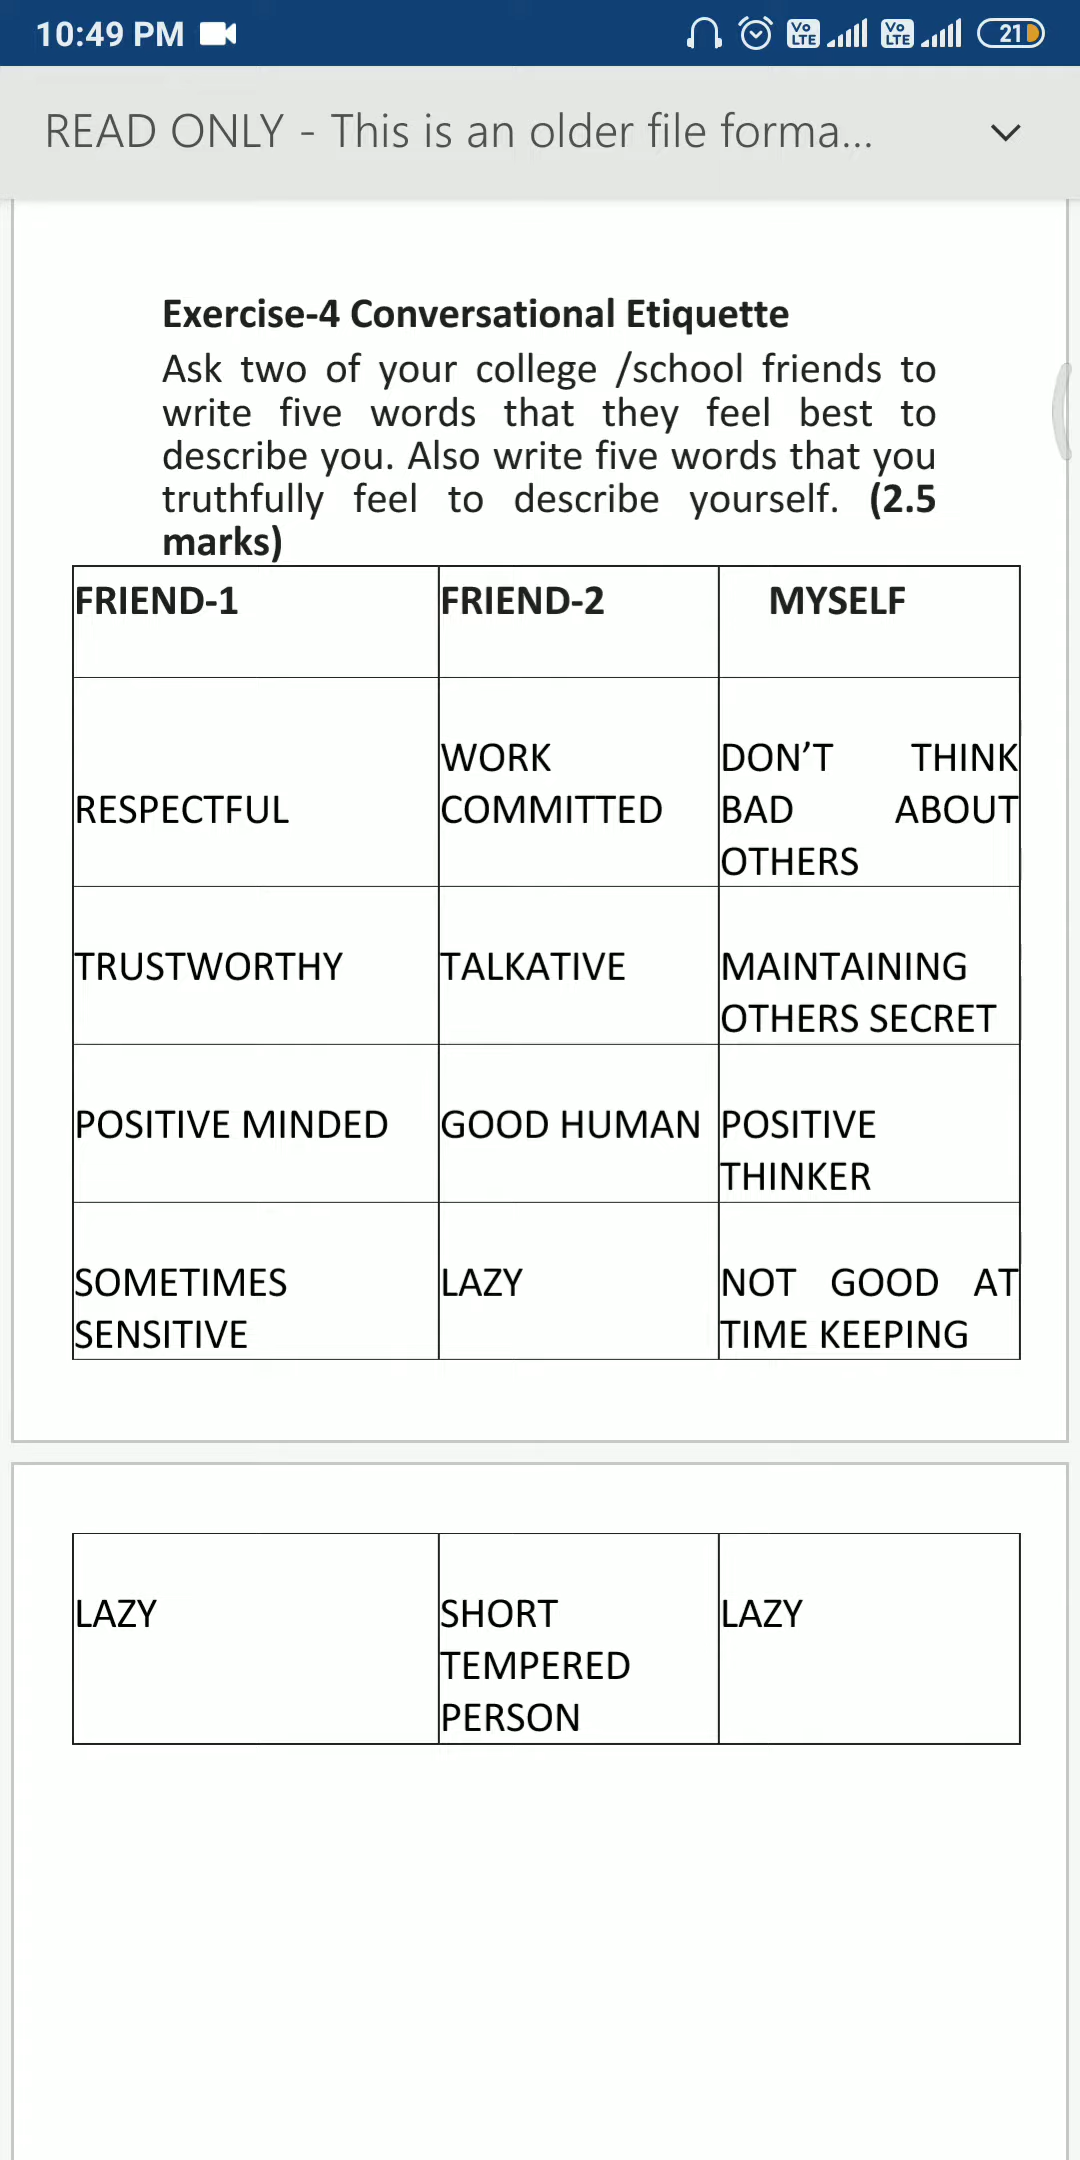 10:49 PM
Vo LTE Vo LTE 21
READ ONLY - This is an older file forma...
Exercise-4 Conversational Etiquette
Ask two of your college /school friends to
write five words that they feel best to
describe you. Also write five words that you
truthfully feel to describe yourself. (2.5
marks)
FRIEND-1 FRIEND-2 MYSELF
RESPECTFUL
WORK
COMMITTED
DON’T THINK
BAD ABOUT
OTHERS
TRUSTWORTHY
TALKATIVE
MAINTAINING
OTHERS SECRET
POSITIVE MINDED
GOOD HUMAN
POSITIVE
THINKER
SOMETIMES
SENSITIVE
LAZY
NOT GOOD AT
TIME KEEPING
LAZY
SHORT
TEMPERED
PERSON
LAZY